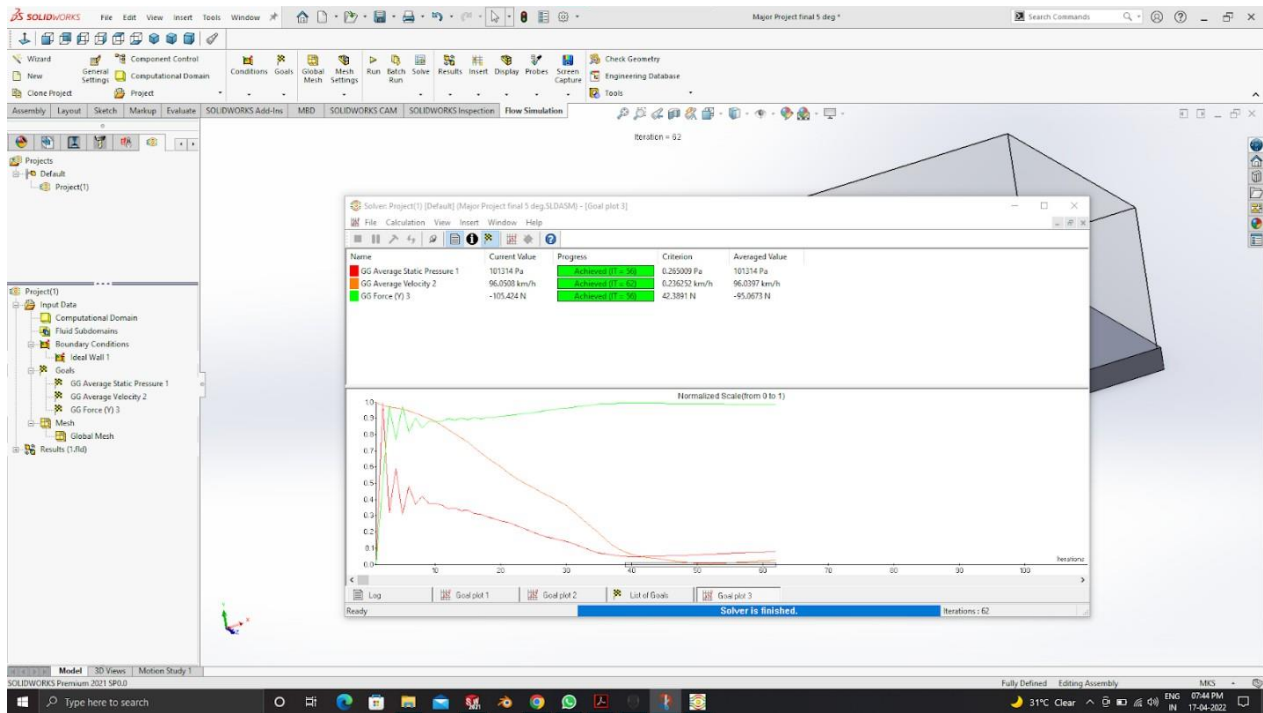 SOLIDWORKS File Edit View Insert Tools Window Major Project final 5 deg * Search Commands
Wizard General Settings Component Control Conditions Goals Global Mesh Mesh Settings Run Batch Run Solve Results Insert Display Probes Screen Capture Check Geometry
New Computational Domain Engineering Database
Clone Project Project Tools
Assembly Layout Sketch Markup Evaluate SOLIDWORKS Add-Ins MBD SOLIDWORKS CAM SOLIDWORKS Inspection Flow Simulation
Iteration = 62
Projects
Default
Project(1)
Project(1)
Input Data
Computational Domain
Fluid Subdomains
Boundary Conditions
Ideal Wall 1
Goals
GG Average Static Pressure 1
GG Average Velocity 2
GG Force (Y) 3
Mesh
Global Mesh
Results (1.fld)
Solver: Project(1) [Default] (Major Project final 5 deg.SLDASM) - [Goal plot 3]
File Calculation View Insert Window Help
Name Current Value Progress Criterion Averaged Value
GG Average Static Pressure 1 101314 Pa Achieved (IT = 56) 0.265009 Pa 101314 Pa
GG Average Velocity 2 96.0508 km/h Achieved (IT = 62) 0.236252 km/h 96.0397 km/h
GG Force (Y) 3 -105.424 N Achieved (IT = 56) 42.3891 N -95.0673 N
Normalized Scale(from 0 to 1)
1.0
0.9
0.8
0.7
0.6
0.5
0.4
0.3
0.2
0.1
0.0
10 20 30 40 50 60 70 80 90 100
Iterations
Log Goal plot 1 Goal plot 2 List of Goals Goal plot 3
Ready Solver is finished. Iterations : 62
Model 3D Views Motion Study 1
SOLIDWORKS Premium 2021 SP0.0 Fully Defined Editing Assembly MKS
Type here to search 31°C Clear ENG IN 07:44 PM 17-04-2022